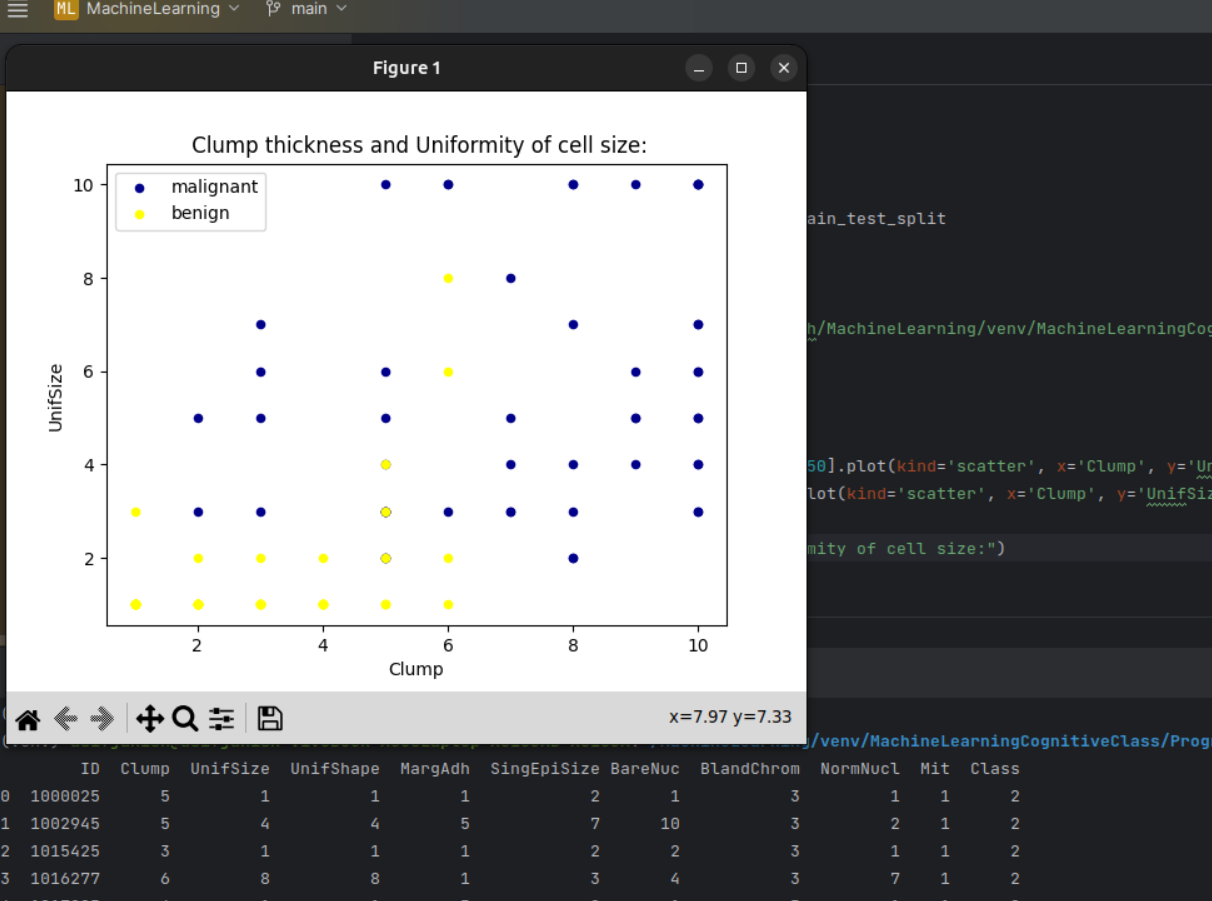 ML MachineLearning main
Figure 1
Clump thickness and Uniformity of cell size:
malignant
benign
10
8
6
4
2
UnifSize
2 4 6 8 10
Clump
x=7.97 y=7.33
ain_test_split
h/MachineLearning/venv/MachineLearningCog
50].plot(kind='scatter', x='Clump', y='Un
lot(kind='scatter', x='Clump', y='UnifSiz
mity of cell size:")
/venv/MachineLearningCognitiveClass/Progr
ID Clump UnifSize UnifShape MargAdh SingEpiSize BareNuc BlandChrom NormNucl Mit Class
0 1000025 5 1 1 1 2 1 3 1 1 2
1 1002945 5 4 4 5 7 10 3 2 1 2
2 1015425 3 1 1 1 2 2 3 1 1 2
3 1016277 6 8 8 1 3 4 3 7 1 2